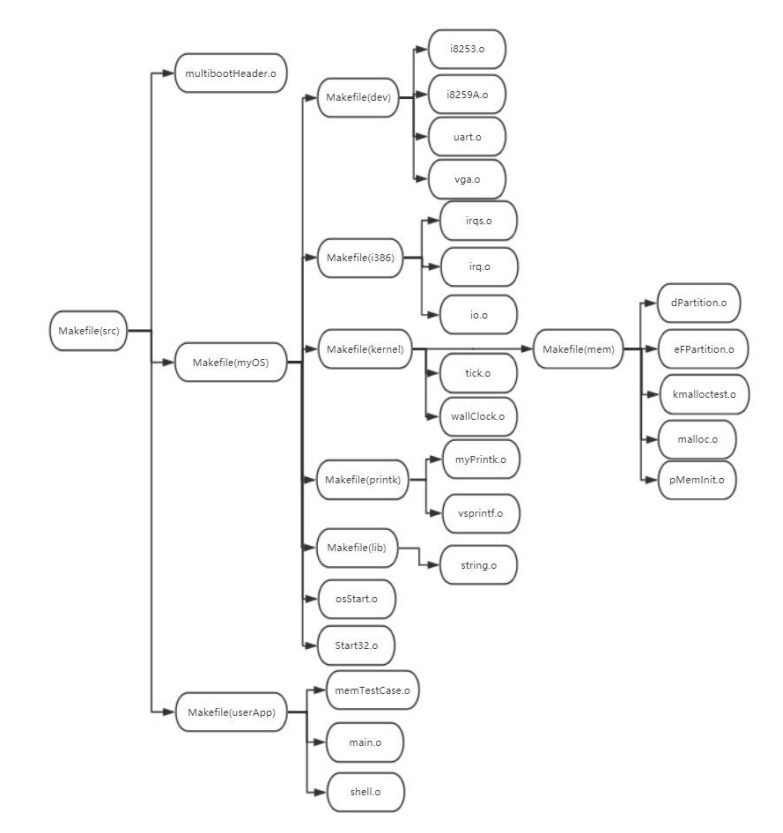 Makefile(src)
multibootHeader.o
Makefile(myOS)
Makefile(dev)
i8253.o
i8259A.o
uart.o
vga.o
Makefile(i386)
irqs.o
irq.o
io.o
Makefile(kernel)
Makefile(mem)
dPartition.o
eFPartition.o
kmalloctest.o
malloc.o
pMemInit.o
tick.o
wallClock.o
Makefile(printk)
myPrintk.o
vsprintf.o
Makefile(lib)
string.o
osStart.o
Start32.o
Makefile(userApp)
memTestCase.o
main.o
shell.o